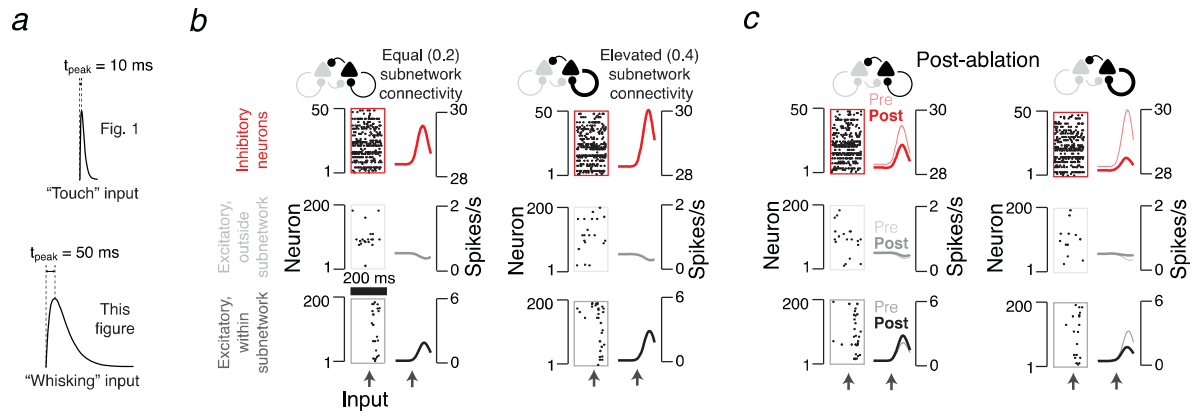 a
t_peak = 10 ms
Fig. 1
“Touch” input
t_peak = 50 ms
This
figure
“Whisking” input
b
Equal (0.2)
subnetwork
connectivity
Elevated (0.4)
subnetwork
connectivity
Inhibitory
neurons
50
1
30
28
50
1
30
28
Excitatory,
outside
subnetwork
Neuron
200
1
2
0
Spikes/s
200
1
2
0
Spikes/s
200 ms
Excitatory,
within
subnetwork
200
1
6
0
200
1
6
0
Input
c
Post-ablation
50
1
Pre
Post
30
28
50
1
30
28
Neuron
200
1
Pre
Post
2
0
Spikes/s
200
1
2
0
Spikes/s
200
1
Pre
Post
6
0
200
1
6
0